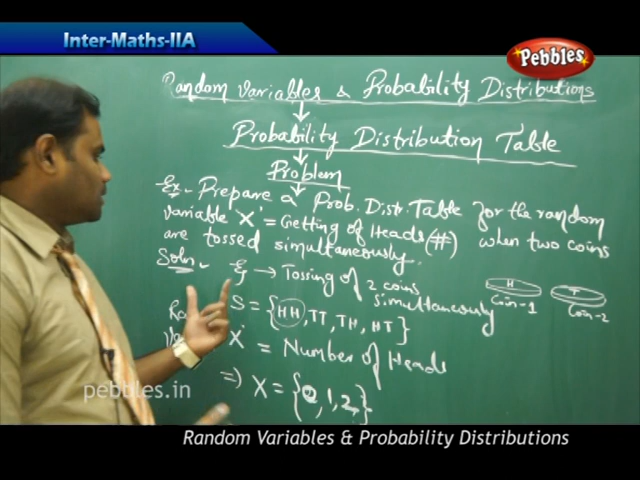 Inter-Maths-IIA
Pebbles
Random Variables & Probability Distributions
Probability Distribution Table
Problem
Ex:- Prepare a Prob. Distr. Table for the random
variable 'X' = Getting of Heads (#) when two coins
are tossed simultaneously.
Soln:- ξ → Tossing of 2 coins
simultaneously
H T
Coin-1 Coin-2
S = {HH, TT, TH, HT}
'X' = Number of Heads
⇒ X = {0, 1, 2}
pebbles.in
Random Variables & Probability Distributions